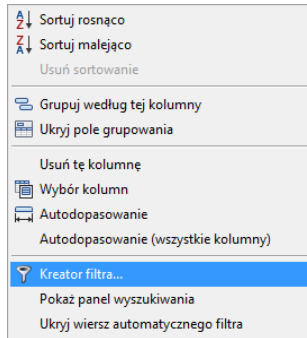 Sortuj rosnąco
Sortuj malejąco
Usuń sortowanie
Grupuj według tej kolumny
Ukryj pole grupowania
Usuń tę kolumnę
Wybór kolumn
Autodopasowanie
Autodopasowanie (wszystkie kolumny)
Kreator filtra...
Pokaż panel wyszukiwania
Ukryj wiersz automatycznego filtra